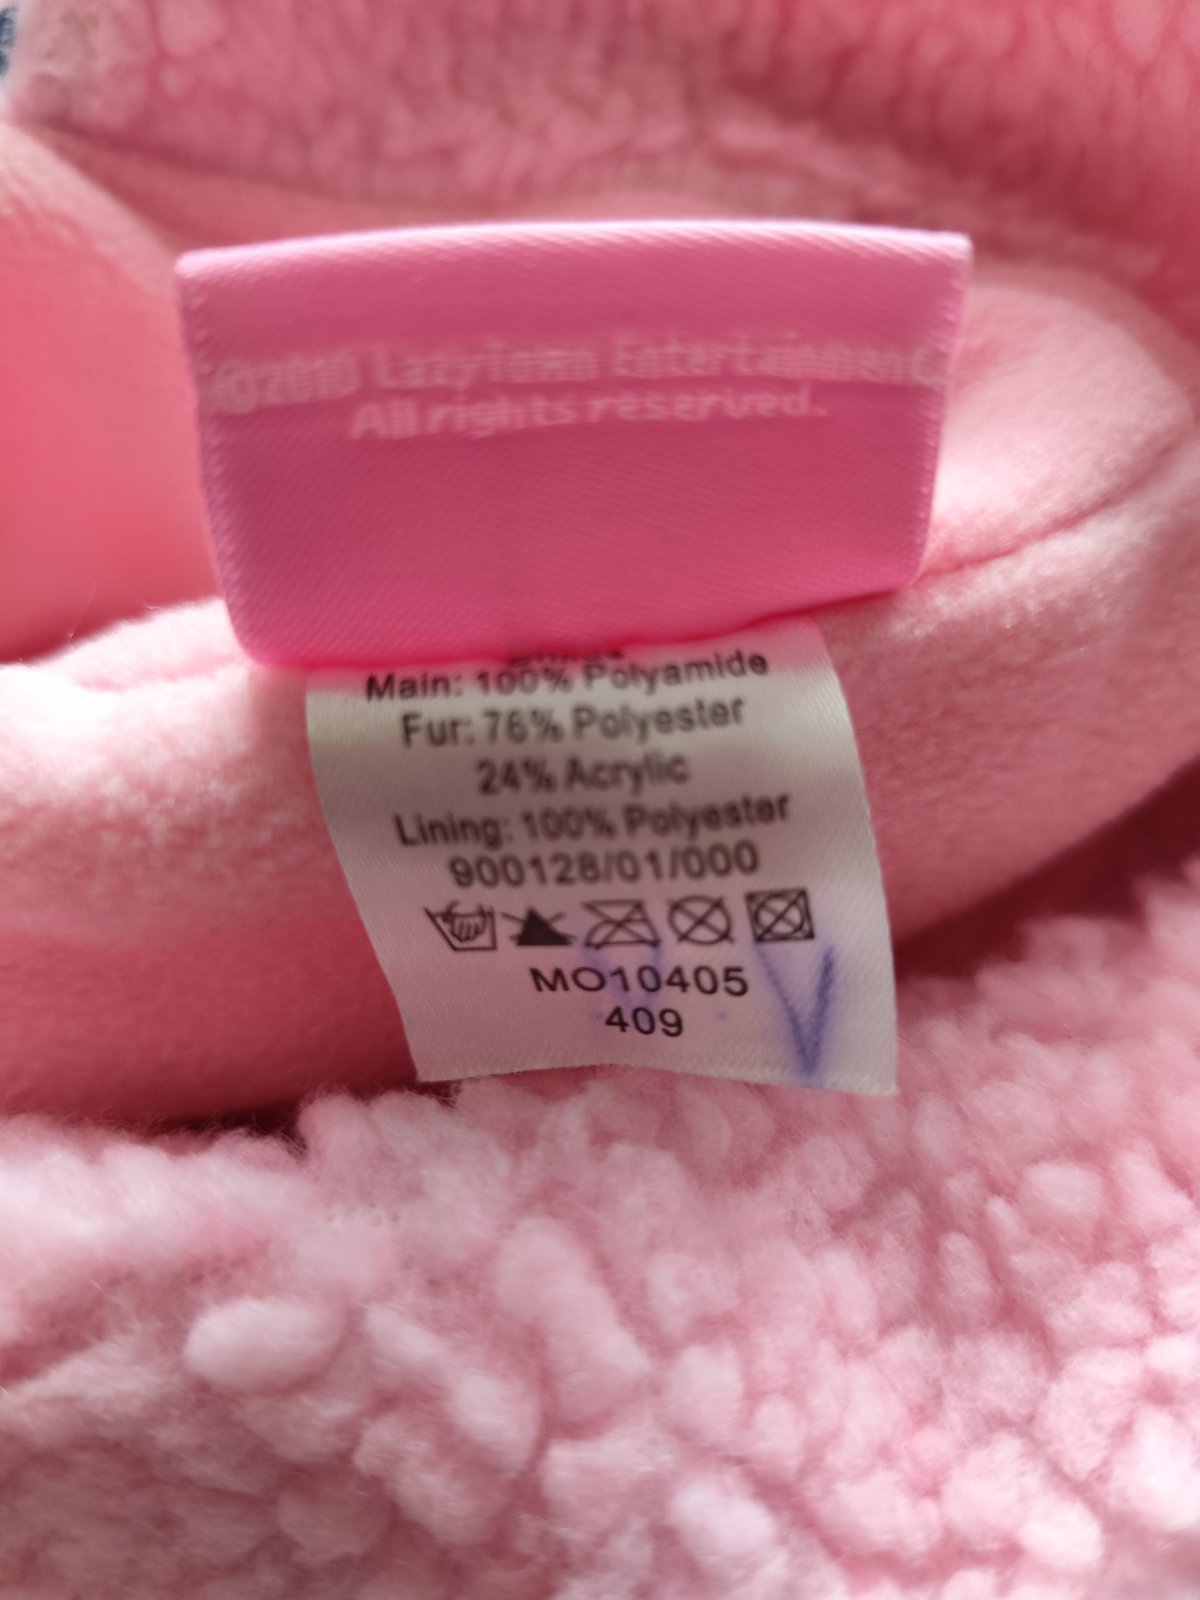 LazyTown Entertainment
All rights reserved.
Main: 100% Polyamide
Fur: 76% Polyester
24% Acrylic
Lining: 100% Polyester
900128/01/000
MO10405
409